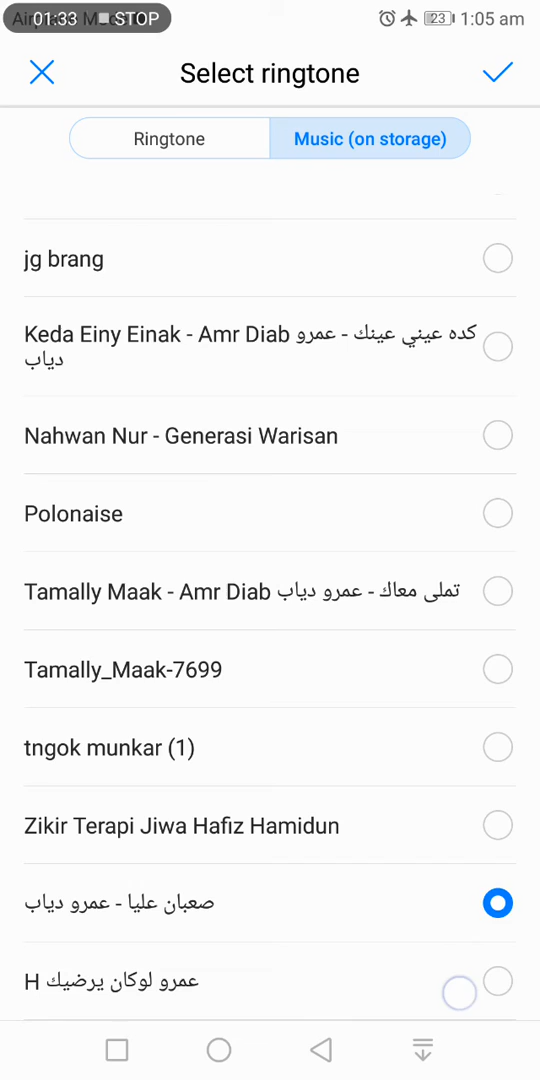 01:33 STOP
23 1:05 am
Select ringtone
Ringtone
Music (on storage)
jg brang
Keda Einy Einak - Amr Diab كده عيني عينك - عمرو
دياب
Nahwan Nur - Generasi Warisan
Polonaise
Tamally Maak - Amr Diab تملى معاك - عمرو دياب
Tamally_Maak-7699
tngok munkar (1)
Zikir Terapi Jiwa Hafiz Hamidun
صعبان عليا - عمرو دياب
عمرو لوكان يرضيك H